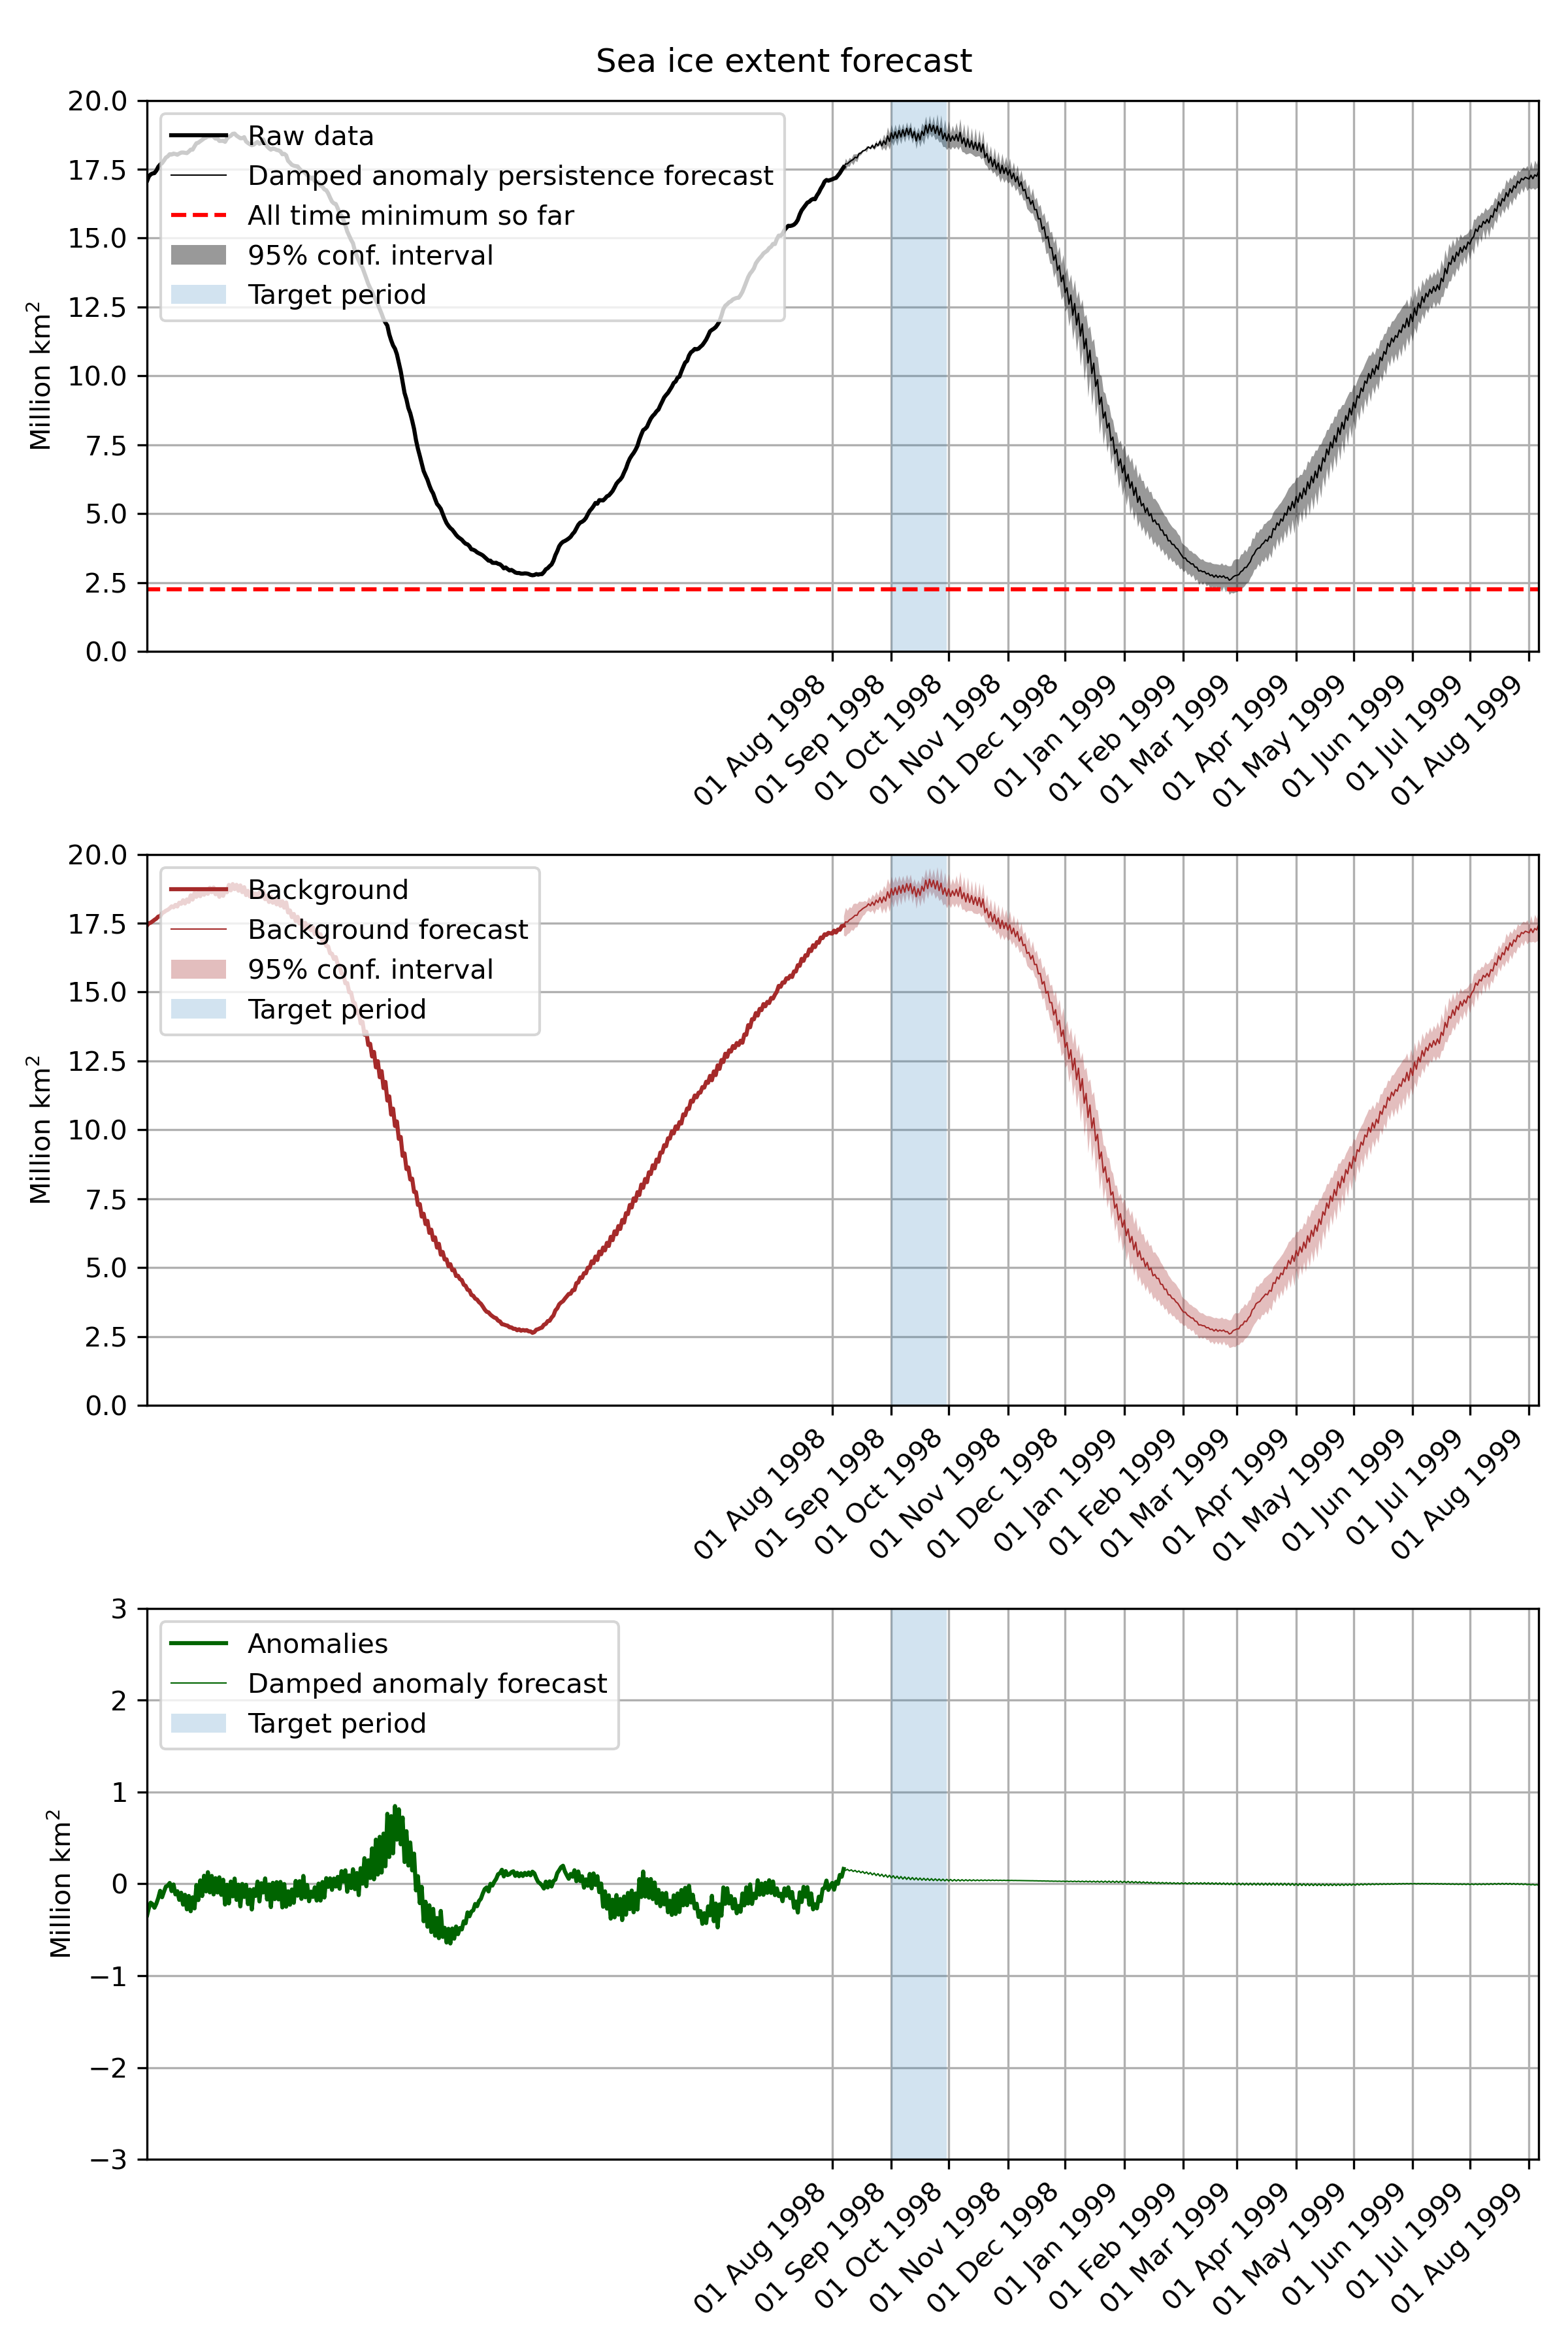 Sea ice extent forecast
20.0
17.5
15.0
12.5
10.0
7.5
5.0
2.5
0.0
Million km²
Raw data
Damped anomaly persistence forecast
All time minimum so far
95% conf. interval
Target period
01 Aug 1998
01 Sep 1998
01 Oct 1998
01 Nov 1998
01 Dec 1998
01 Jan 1999
01 Feb 1999
01 Mar 1999
01 Apr 1999
01 May 1999
01 Jun 1999
01 Jul 1999
01 Aug 1999
20.0
17.5
15.0
12.5
10.0
7.5
5.0
2.5
0.0
Million km²
Background
Background forecast
95% conf. interval
Target period
01 Aug 1998
01 Sep 1998
01 Oct 1998
01 Nov 1998
01 Dec 1998
01 Jan 1999
01 Feb 1999
01 Mar 1999
01 Apr 1999
01 May 1999
01 Jun 1999
01 Jul 1999
01 Aug 1999
3
2
1
0
−1
−2
−3
Million km²
Anomalies
Damped anomaly forecast
Target period
01 Aug 1998
01 Sep 1998
01 Oct 1998
01 Nov 1998
01 Dec 1998
01 Jan 1999
01 Feb 1999
01 Mar 1999
01 Apr 1999
01 May 1999
01 Jun 1999
01 Jul 1999
01 Aug 1999